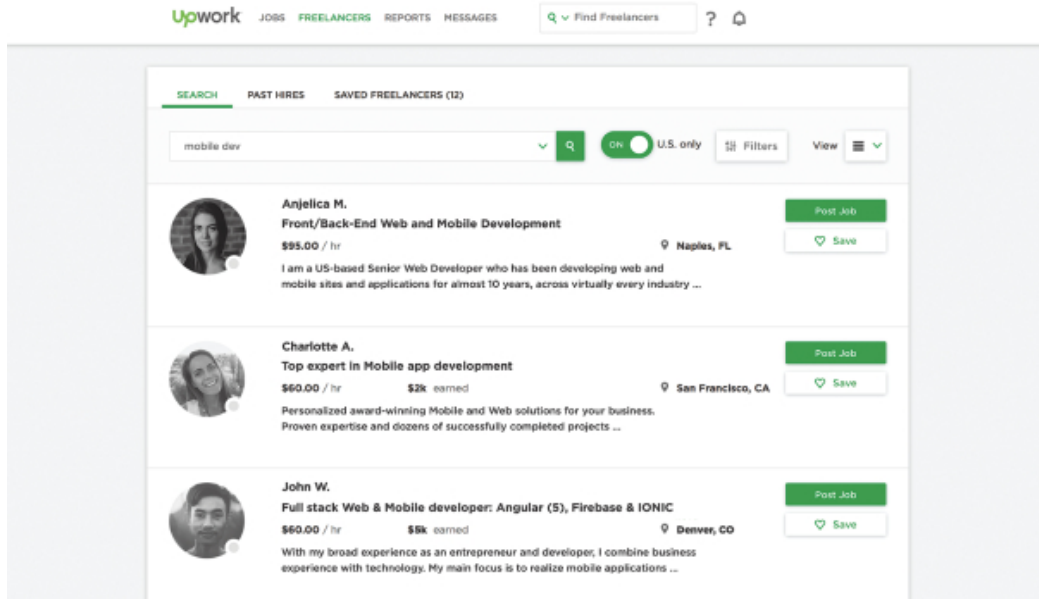 Upwork JOBS FREELANCERS REPORTS MESSAGES Find Freelancers ?
SEARCH PAST HIRES SAVED FREELANCERS (12)
mobile dev ON U.S. only Filters View
Anjelica M.
Post Job
Front/Back-End Web and Mobile Development
$95.00 / hr Naples, FL
Save
I am a US-based Senior Web Developer who has been developing web and
mobile sites and applications for almost 10 years, across virtually every industry ...
Charlotte A.
Post Job
Top expert in Mobile app development
$60.00 / hr $2k earned San Francisco, CA
Save
Personalized award-winning Mobile and Web solutions for your business.
Proven expertise and dozens of successfully completed projects ...
John W.
Post Job
Full stack Web & Mobile developer: Angular (5), Firebase & IONIC
$60.00 / hr $5k earned Denver, CO
Save
With my broad experience as an entrepreneur and developer, I combine business
experience with technology. My main focus is to realize mobile applications ...